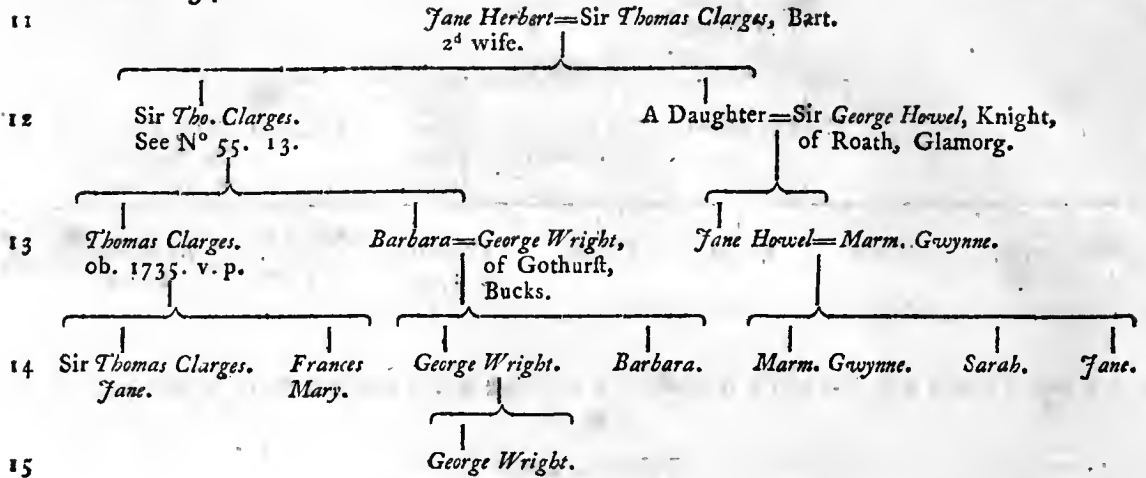 11 Jane Herbert=Sir Thomas Clarges, Bart.
2d wife.
12 Sir Tho. Clarges. A Daughter=Sir George Howel, Knight,
See No 55. 13. of Roath, Glamorg.
13 Thomas Clarges. Barbara=George Wright, Jane Howel=Marm. Gwynne.
ob. 1735. v. p. of Gothurſt,
Bucks.
14 Sir Thomas Clarges. Frances George Wright. Barbara. Marm. Gwynne. Sarah. Jane.
Jane. Mary.
15 George Wright.